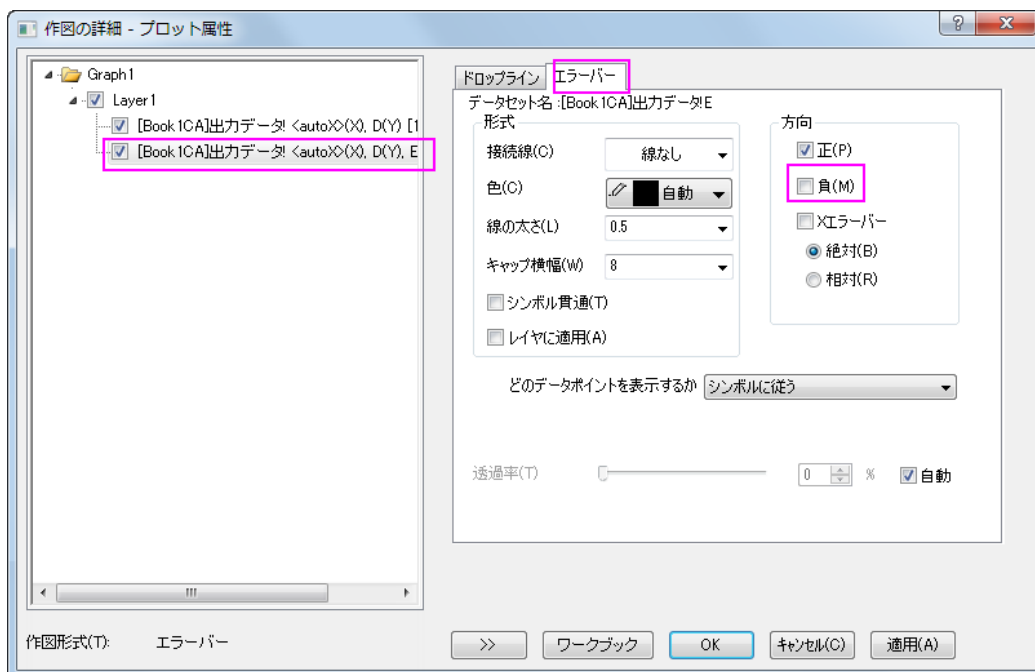 作図の詳細 - プロット属性
Graph1
Layer1
[Book1CA]出力データ! <autoX>(X), D(Y) [1
[Book1CA]出力データ! <autoX>(X), D(Y), E
ドロップライン エラーバー
データセット名:[Book1CA]出力データ!E
形式
接続線(C) 線なし
色(C) 自動
線の太さ(L) 0.5
キャップ横幅(W) 8
シンボル貫通(T)
レイヤに適用(A)
方向
正(P)
負(M)
Xエラーバー
絶対(B)
相対(R)
どのデータポイントを表示するか シンボルに従う
透過率(T) 0 % 自動
作図形式(T): エラーバー
>> ワークブック OK キャンセル(C) 適用(A)